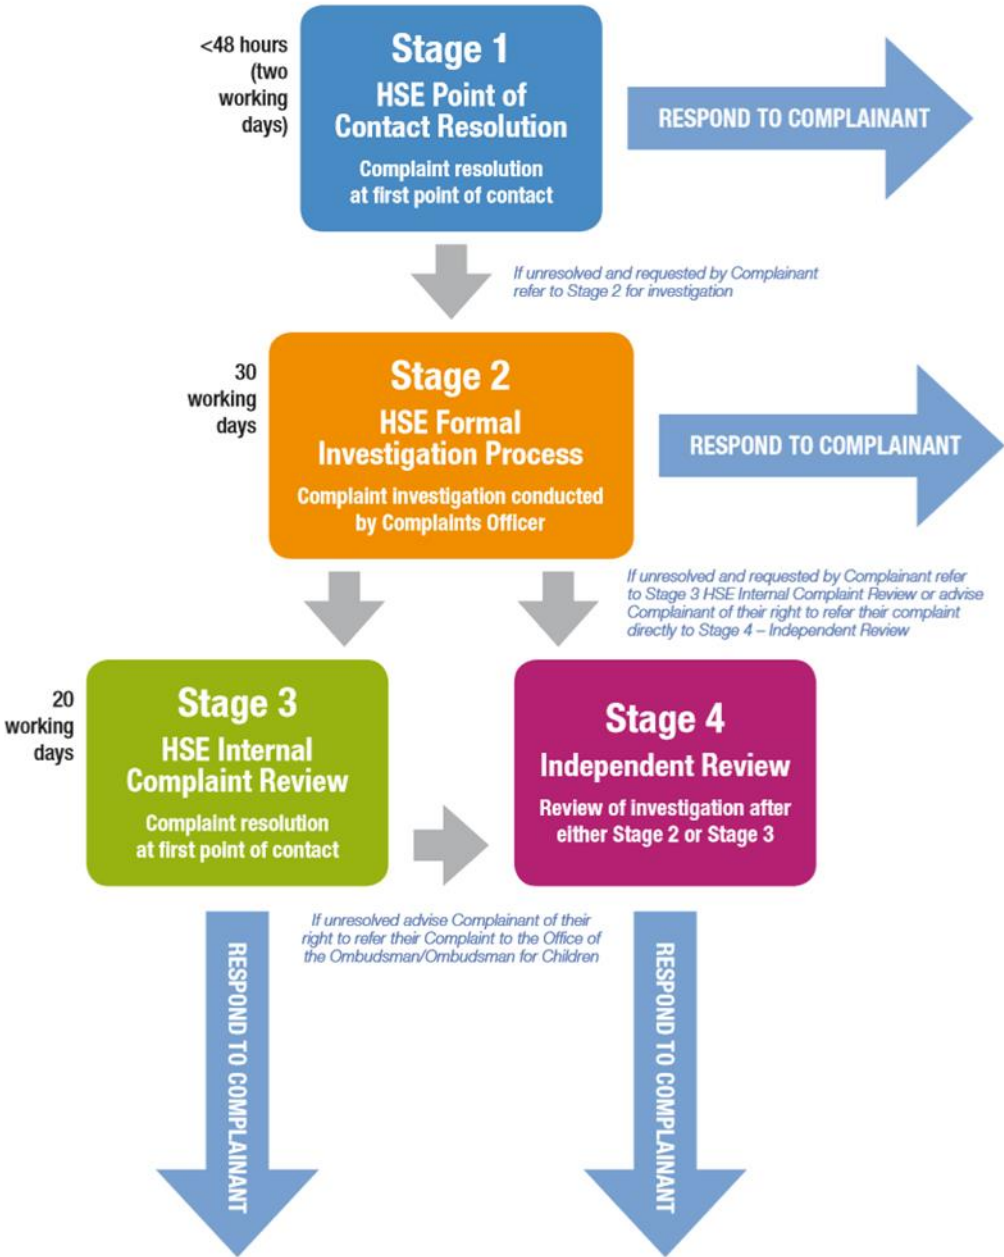 <48 hours
(two
working
days)
Stage 1
HSE Point of
Contact Resolution
Complaint resolution
at first point of contact
RESPOND TO COMPLAINANT
If unresolved and requested by Complainant
refer to Stage 2 for investigation
30
working
days
Stage 2
HSE Formal
Investigation Process
Complaint investigation conducted
by Complaints Officer
RESPOND TO COMPLAINANT
If unresolved and requested by Complainant refer
to Stage 3 HSE Internal Complaint Review or advise
Complainant of their right to refer their complaint
directly to Stage 4 – Independent Review
20
working
days
Stage 3
HSE Internal
Complaint Review
Complaint resolution
at first point of contact
Stage 4
Independent Review
Review of investigation after
either Stage 2 or Stage 3
If unresolved advise Complainant of their
right to refer their Complaint to the Office of
the Ombudsman/Ombudsman for Children
RESPOND TO COMPLAINANT
RESPOND TO COMPLAINANT